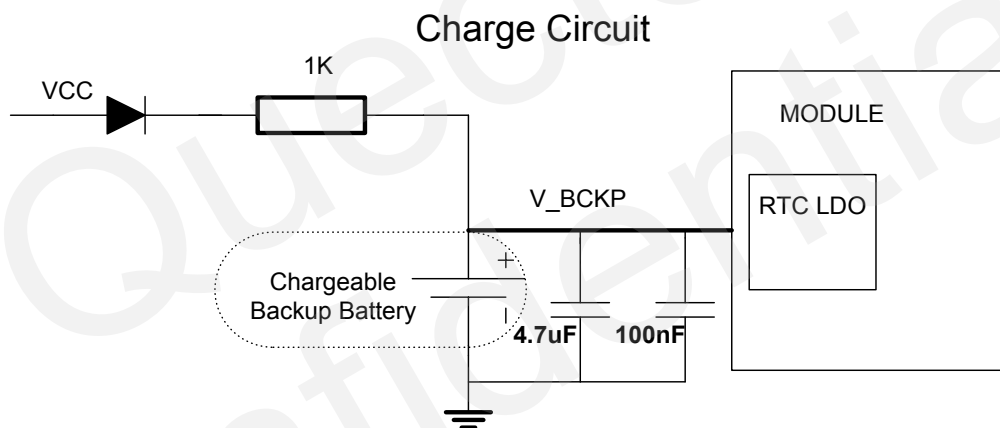 Charge Circuit
1K
VCC
MODULE
V_BCKP
RTC LDO
+
Chargeable
Backup Battery
-
4.7uF
100nF